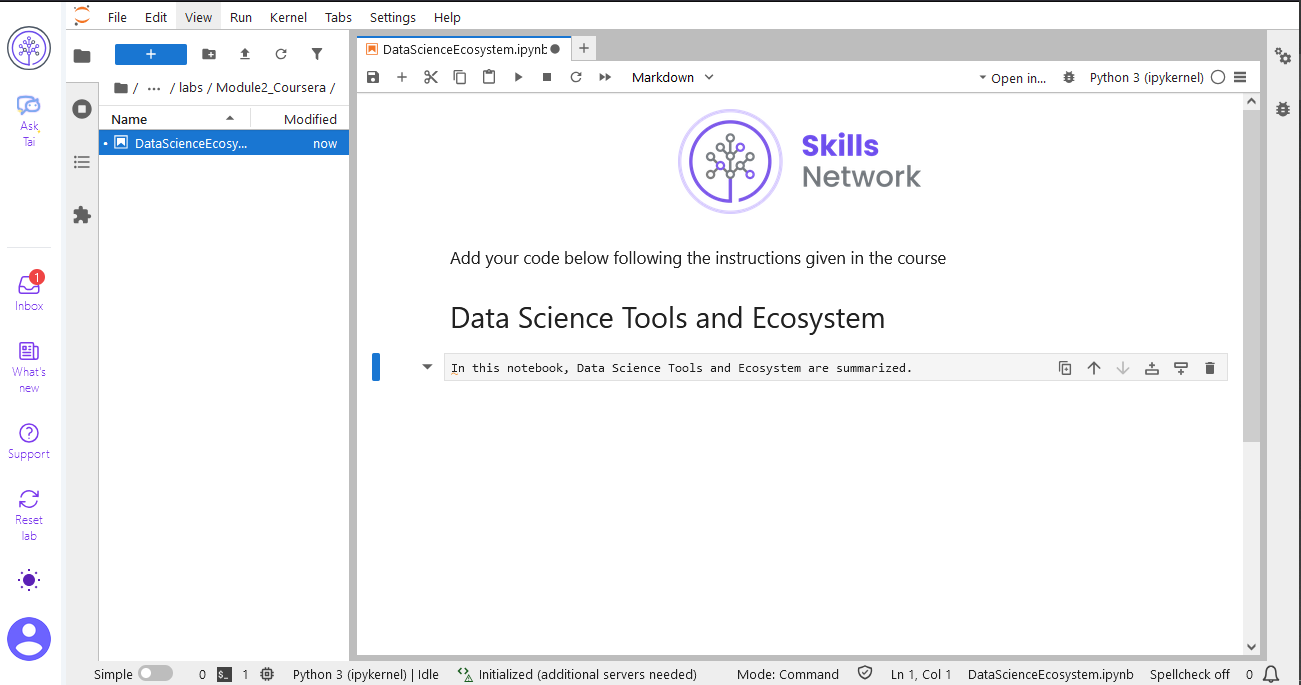 File Edit View Run Kernel Tabs Settings Help
Ask
Tai
1
Inbox
What's
new
Support
Reset
lab
+
/ ... / labs / Module2_Coursera /
Name Modified
DataScienceEcosy... now
DataScienceEcosystem.ipynb
+
+ Markdown Open in... Python 3 (ipykernel)
Skills
Network
Add your code below following the instructions given in the course
Data Science Tools and Ecosystem
In this notebook, Data Science Tools and Ecosystem are summarized.
Simple 0 $_ 1 Python 3 (ipykernel) | Idle Initialized (additional servers needed) Mode: Command Ln 1, Col 1 DataScienceEcosystem.ipynb Spellcheck off 0